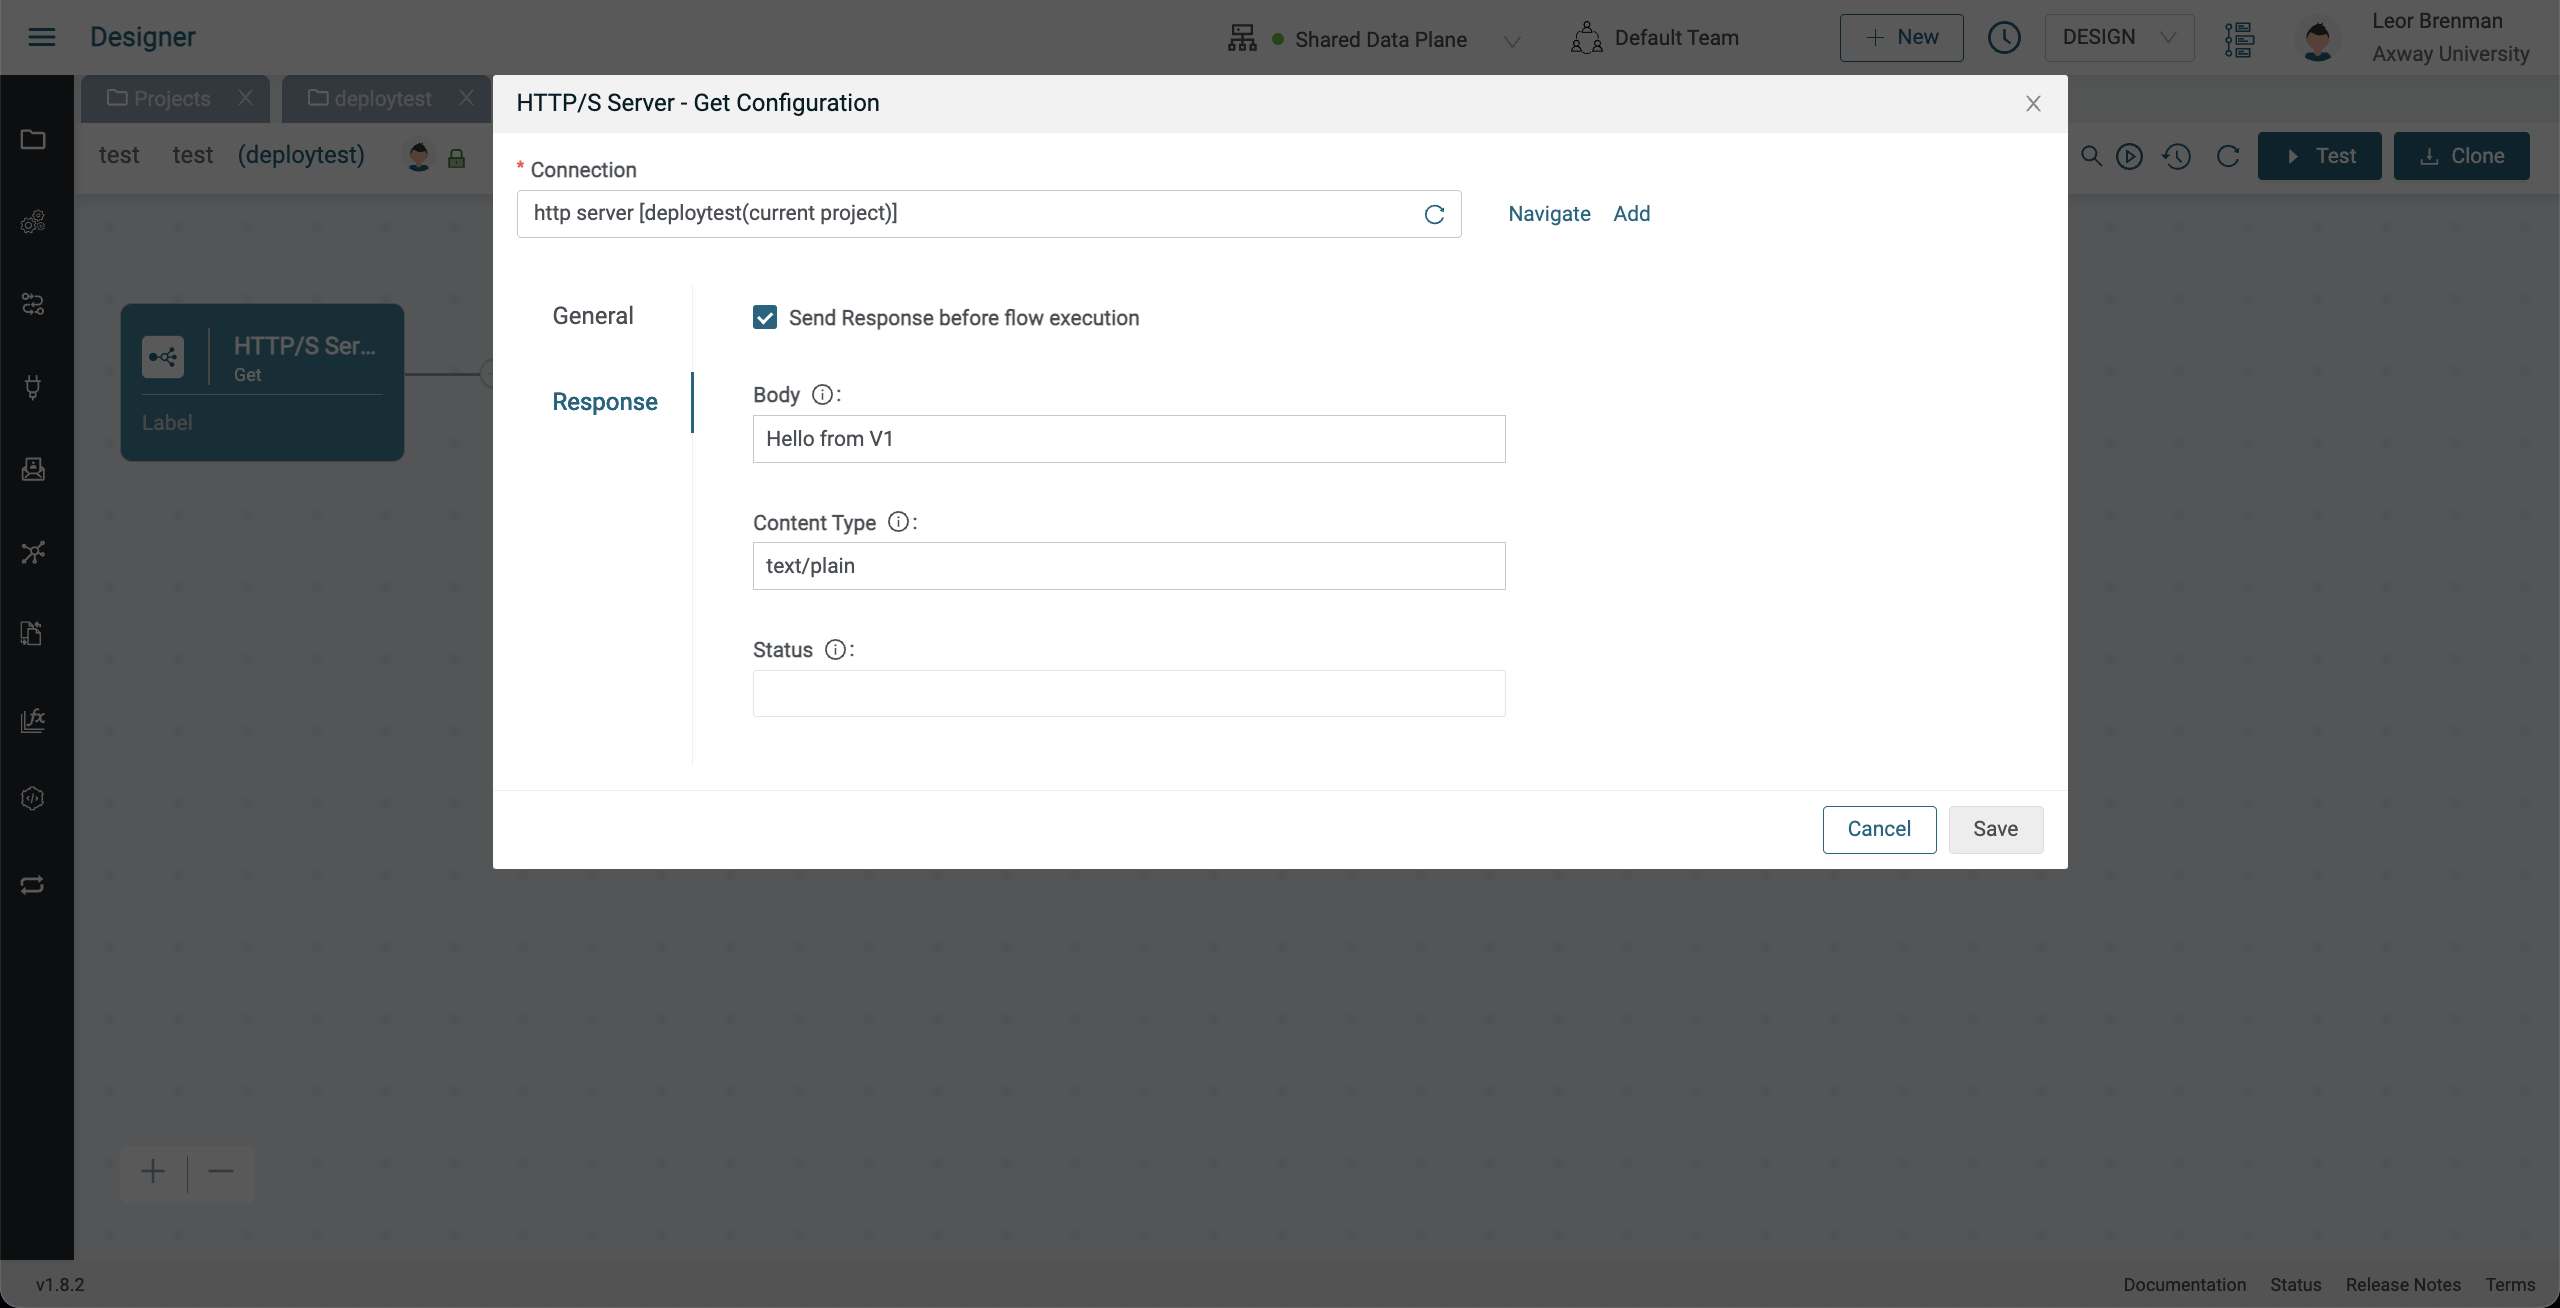 Designer
Shared Data Plane
Default Team
New
DESIGN
Leor Brenman
Axway University
Projects
deploytest
test test (deploytest)
Test
Clone
HTTP/S Server - Get Configuration
* Connection
http server [deploytest(current project)]
Navigate Add
General
Response
Send Response before flow execution
Body :
Hello from V1
Content Type :
text/plain
Status :
Cancel
Save
HTTP/S Ser...
Get
Label
v1.8.2
Documentation Status Release Notes Terms